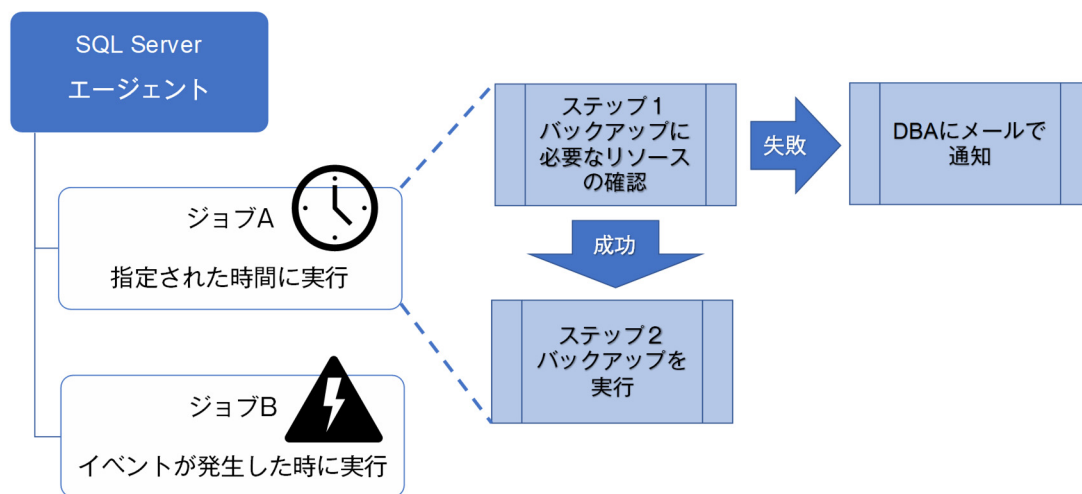 SQL Server
エージェント
ジョブA
指定された時間に実行
ジョブB
イベントが発生した時に実行
ステップ１
バックアップに
必要なリソース
の確認
失敗
DBAにメールで
通知
成功
ステップ２
バックアップを
実行